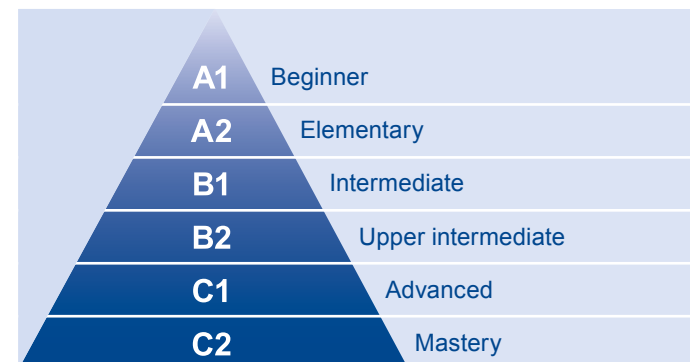 A1 Beginner
A2 Elementary
B1 Intermediate
B2 Upper intermediate
C1 Advanced
C2 Mastery